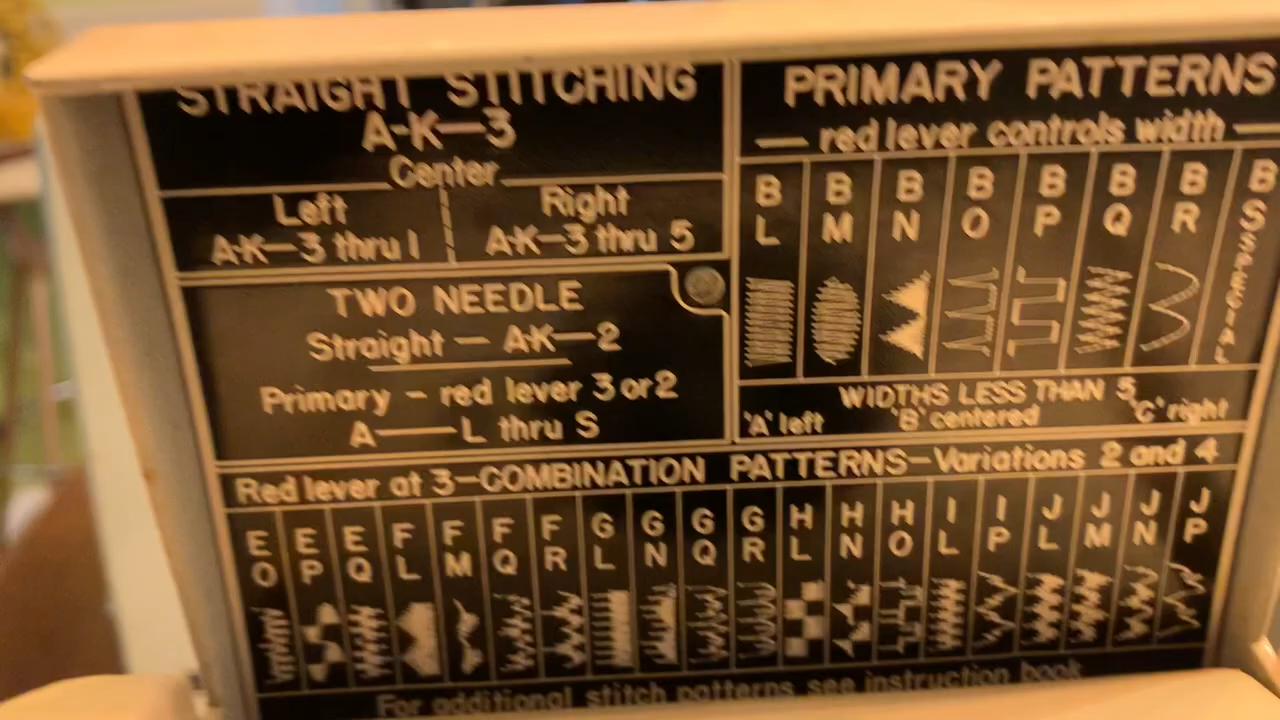 STRAIGHT STITCHING
A-K—3
Center
Left
A-K—3 thru 1
Right
A-K—3 thru 5
TWO NEEDLE
Straight — A-K—2
Primary — red lever 3 or 2
A——L thru S
PRIMARY PATTERNS
— red lever controls width —
B L
B M
B N
B O
B P
B Q
B R
B S SPECIAL
WIDTHS LESS THAN 5
'A' left 'B' centered 'C' right
Red lever at 3—COMBINATION PATTERNS—Variations 2 and 4
E O
E P
E Q
F L
F M
F Q
F R
G L
G N
G Q
G R
H L
H N
H O
I L
I P
J L
J M
J N
J P
For additional stitch patterns see instruction book